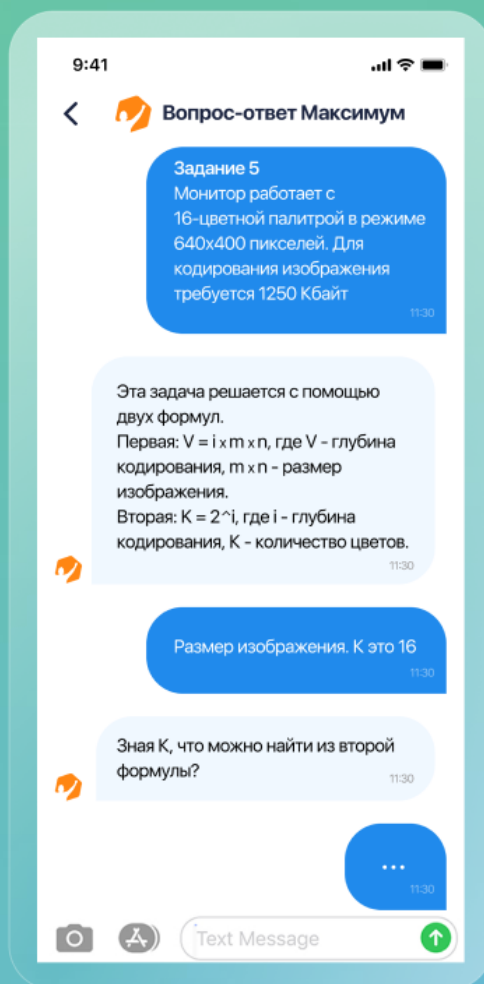 9:41
Вопрос-ответ Максимум
Задание 5
Монитор работает с
16-цветной палитрой в режиме
640x400 пикселей. Для
кодирования изображения
требуется 1250 Кбайт
11:30
Эта задача решается с помощью
двух формул.
Первая: V = i x m x n, где V - глубина
кодирования, m x n - размер
изображения.
Вторая: K = 2^i, где i - глубина
кодирования, K - количество цветов.
11:30
Размер изображения. К это 16
11:30
Зная К, что можно найти из второй
формулы?
11:30
...
11:30
Text Message